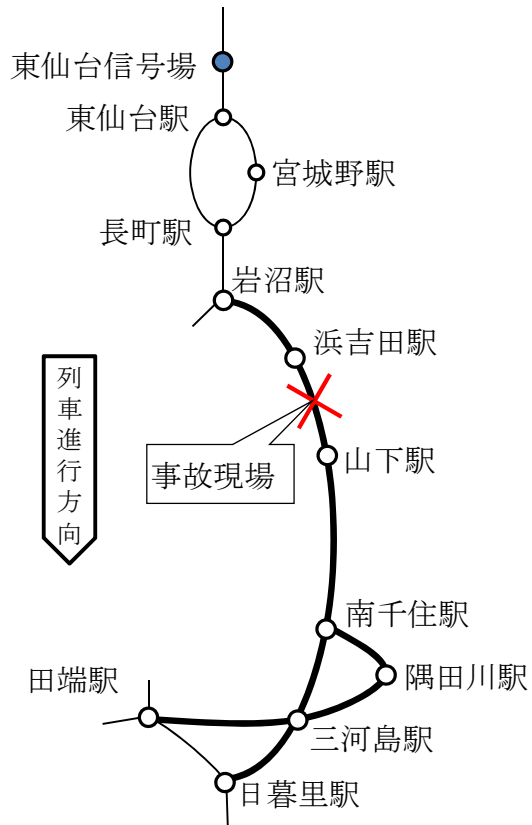 東仙台信号場
東仙台駅
宮城野駅
長町駅
岩沼駅
浜吉田駅
列車進行方向
事故現場
山下駅
南千住駅
隅田川駅
田端駅
三河島駅
日暮里駅